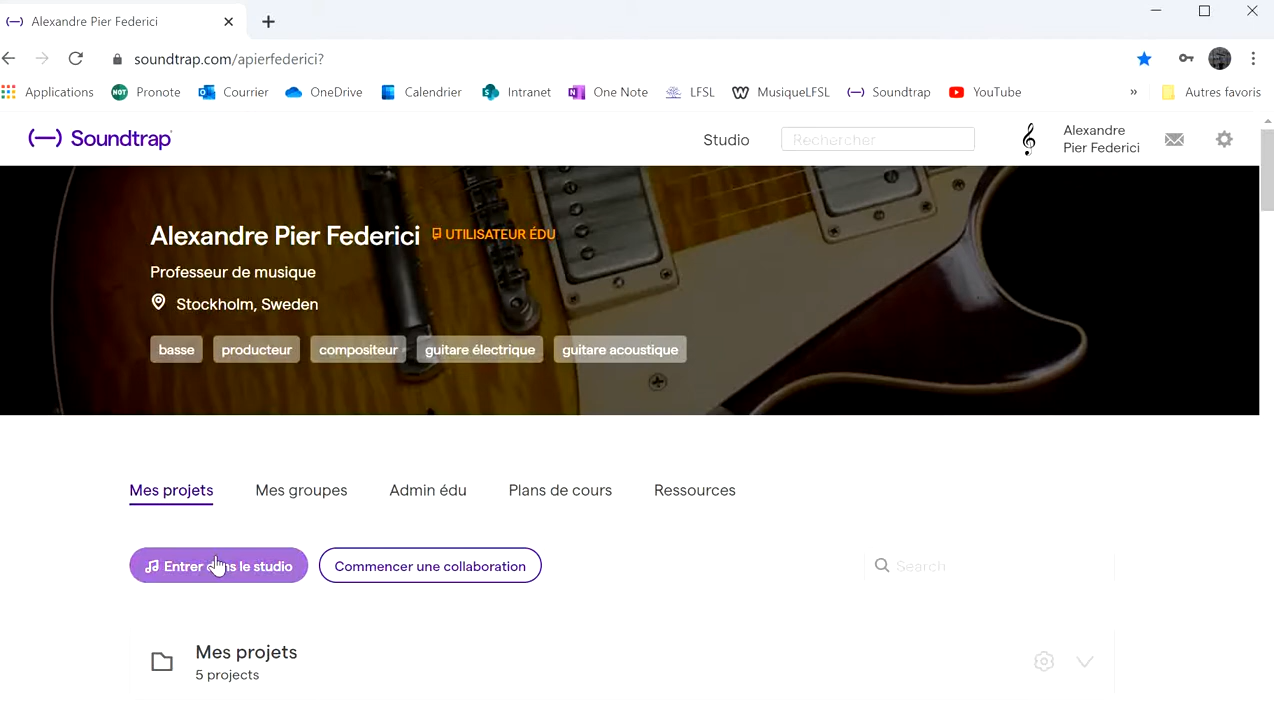 Alexandre Pier Federici
soundtrap.com/apierfederici?
Applications NOT Pronote Courrier OneDrive Calendrier Intranet One Note LFSL MusiqueLFSL Soundtrap YouTube » Autres favoris
Soundtrap
Studio
Rechercher
Alexandre
Pier Federici
Alexandre Pier Federici UTILISATEUR ÉDU
Professeur de musique
Stockholm, Sweden
basse producteur compositeur guitare électrique guitare acoustique
Mes projets Mes groupes Admin édu Plans de cours Ressources
Entrer dans le studio Commencer une collaboration Search
Mes projets
5 projects